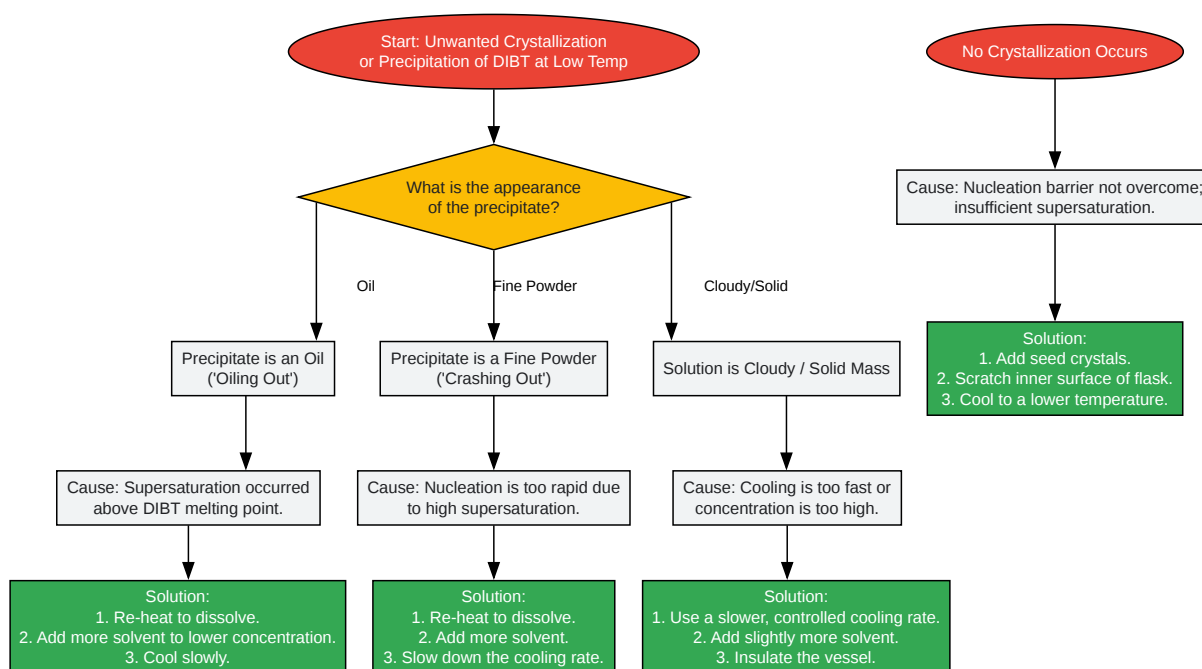 Start: Unwanted Crystallization
or Precipitation of DIBT at Low Temp
No Crystallization Occurs
What is the appearance
of the precipitate?
Cause: Nucleation barrier not overcome;
insufficient supersaturation.
Oil
Fine Powder
Cloudy/Solid
Precipitate is an Oil
('Oiling Out')
Precipitate is a Fine Powder
('Crashing Out')
Solution is Cloudy / Solid Mass
Solution:
1. Add seed crystals.
2. Scratch inner surface of flask.
3. Cool to a lower temperature.
Cause: Supersaturation occurred
above DIBT melting point.
Cause: Nucleation is too rapid due
to high supersaturation.
Cause: Cooling is too fast or
concentration is too high.
Solution:
1. Re-heat to dissolve.
2. Add more solvent to lower concentration.
3. Cool slowly.
Solution:
1. Re-heat to dissolve.
2. Add more solvent.
3. Slow down the cooling rate.
Solution:
1. Use a slower, controlled cooling rate.
2. Add slightly more solvent.
3. Insulate the vessel.